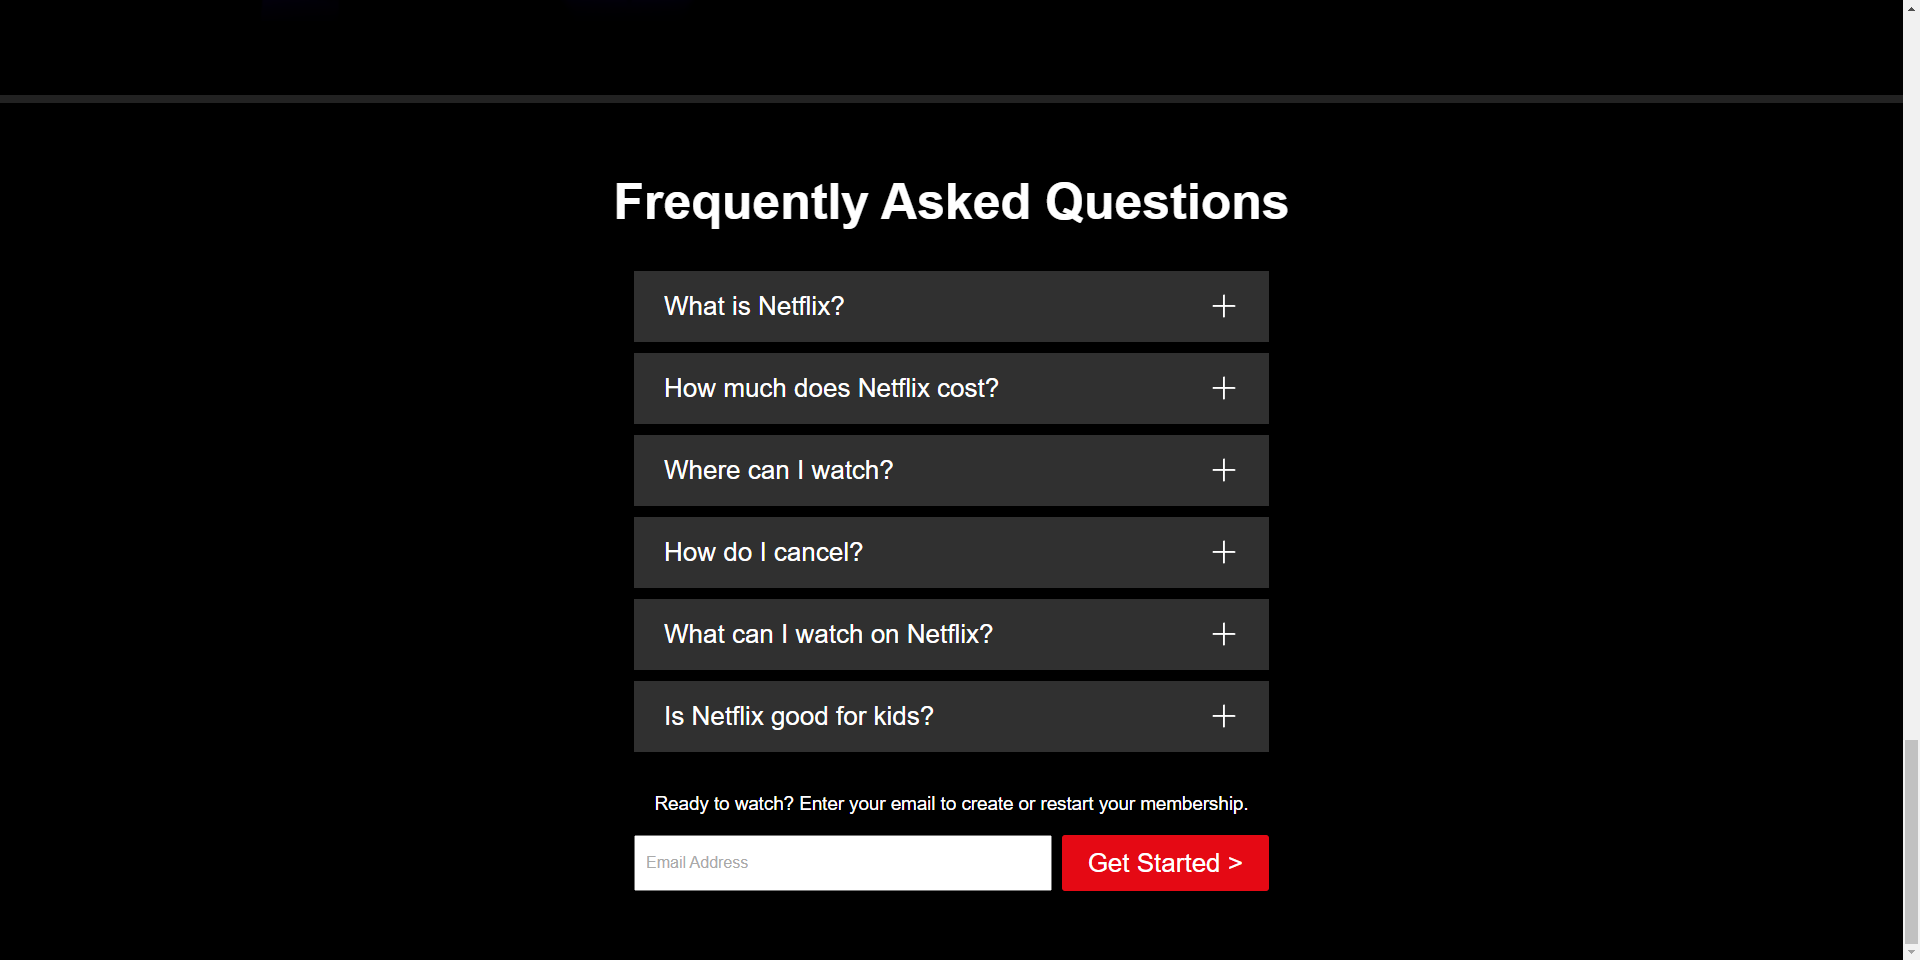 Frequently Asked Questions
What is Netflix?
How much does Netflix cost?
Where can I watch?
How do I cancel?
What can I watch on Netflix?
Is Netflix good for kids?
Ready to watch? Enter your email to create or restart your membership.
Email Address
Get Started >